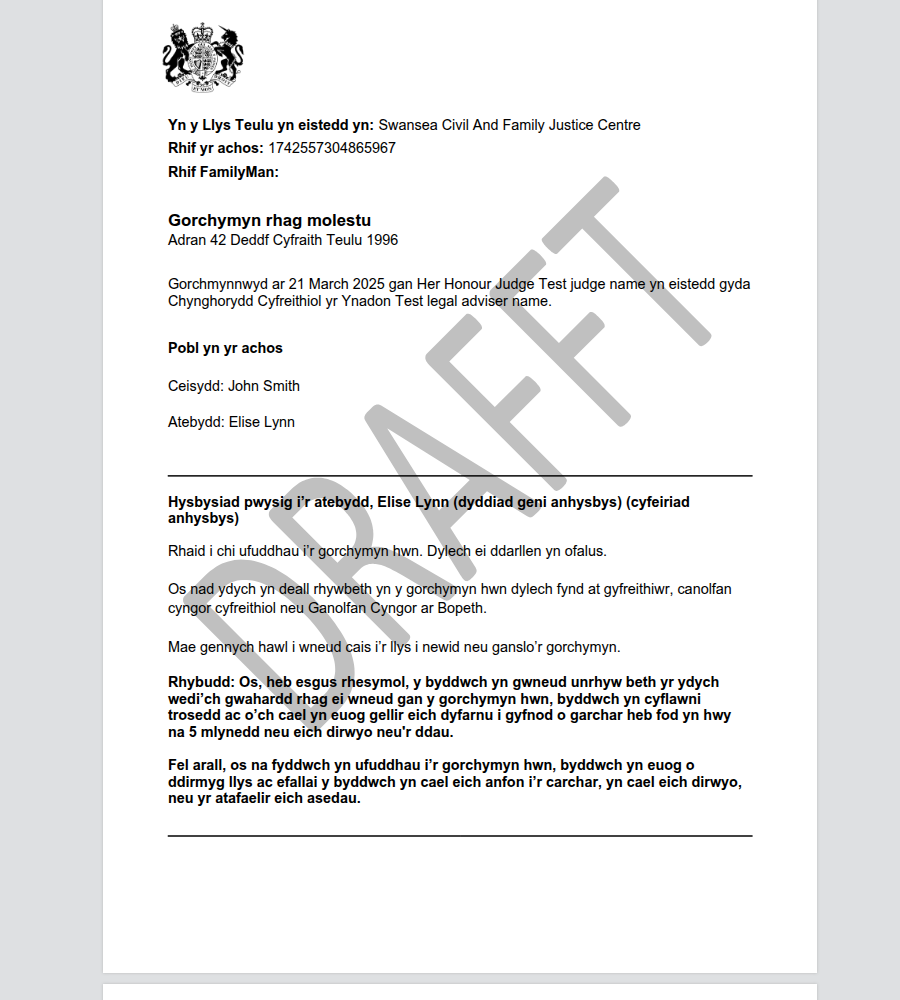 Yn y Llys Teulu yn eistedd yn: Swansea Civil And Family Justice Centre
Rhif yr achos: 1742557304865967
Rhif FamilyMan:
Gorchymyn rhag molestu
Adran 42 Deddf Cyfraith Teulu 1996
Gorchmynnwyd ar 21 March 2025 gan Her Honour Judge Test judge name yn eistedd gyda
Chynghorydd Cyfreithiol yr Ynadon Test legal adviser name.
Pobl yn yr achos
Ceisydd: John Smith
Atebydd: Elise Lynn
Hysbysiad pwysig i’r atebydd, Elise Lynn (dyddiad geni anhysbys) (cyfeiriad
anhysbys)
Rhaid i chi ufuddhau i’r gorchymyn hwn. Dylech ei ddarllen yn ofalus.
Os nad ydych yn deall rhywbeth yn y gorchymyn hwn dylech fynd at gyfreithiwr, canolfan
cyngor cyfreithiol neu Ganolfan Cyngor ar Bopeth.
Mae gennych hawl i wneud cais i’r llys i newid neu ganslo’r gorchymyn.
Rhybudd: Os, heb esgus rhesymol, y byddwch yn gwneud unrhyw beth yr ydych
wedi’ch gwahardd rhag ei wneud gan y gorchymyn hwn, byddwch yn cyflawni
trosedd ac o’ch cael yn euog gellir eich dyfarnu i gyfnod o garchar heb fod yn hwy
na 5 mlynedd neu eich dirwyo neu'r ddau.
Fel arall, os na fyddwch yn ufuddhau i’r gorchymyn hwn, byddwch yn euog o
ddirmyg llys ac efallai y byddwch yn cael eich anfon i’r carchar, yn cael eich dirwyo,
neu yr atafaelir eich asedau.
DRAFFT